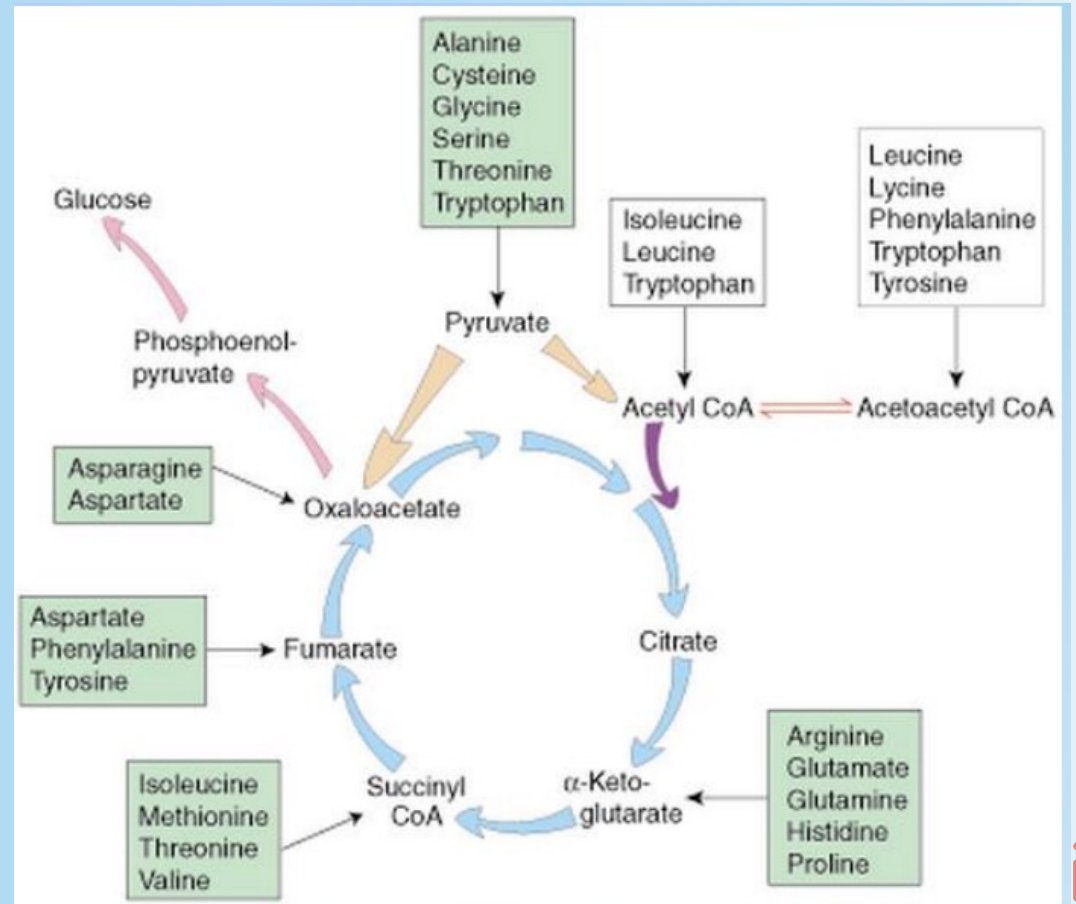 Alanine
Cysteine
Glycine
Serine
Threonine
Tryptophan
Leucine
Lycine
Phenylalanine
Tryptophan
Tyrosine
Isoleucine
Leucine
Tryptophan
Glucose
Pyruvate
Phosphoenol-
pyruvate
Acetyl CoA
Acetoacetyl CoA
Asparagine
Aspartate
Oxaloacetate
Aspartate
Phenylalanine
Tyrosine
Fumarate
Citrate
Isoleucine
Methionine
Threonine
Valine
Succinyl
CoA
α-Keto-
glutarate
Arginine
Glutamate
Glutamine
Histidine
Proline